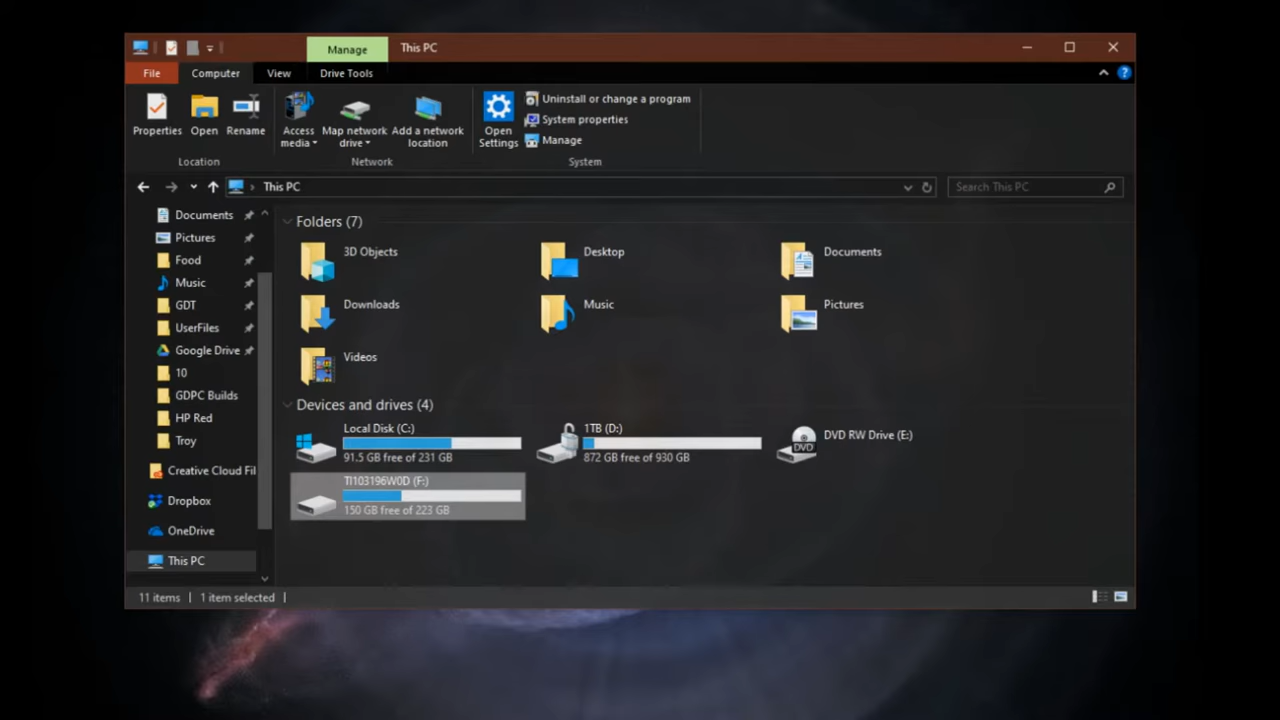 Manage
This PC
File
Computer
View
Drive Tools
?
Properties
Open
Rename
Access media
Map network drive
Add a network location
Open Settings
Uninstall or change a program
System properties
Manage
Location
Network
System
This PC
Search This PC
Documents
Pictures
Food
Music
GDT
UserFiles
Google Drive
10
GDPC Builds
HP Red
Troy
Creative Cloud Fil
Dropbox
OneDrive
This PC
Folders (7)
3D Objects
Desktop
Documents
Downloads
Music
Pictures
Videos
Devices and drives (4)
Local Disk (C:)
91.5 GB free of 231 GB
1TB (D:)
872 GB free of 930 GB
DVD
DVD RW Drive (E:)
TI103196W0D (F:)
150 GB free of 223 GB
11 items
1 item selected